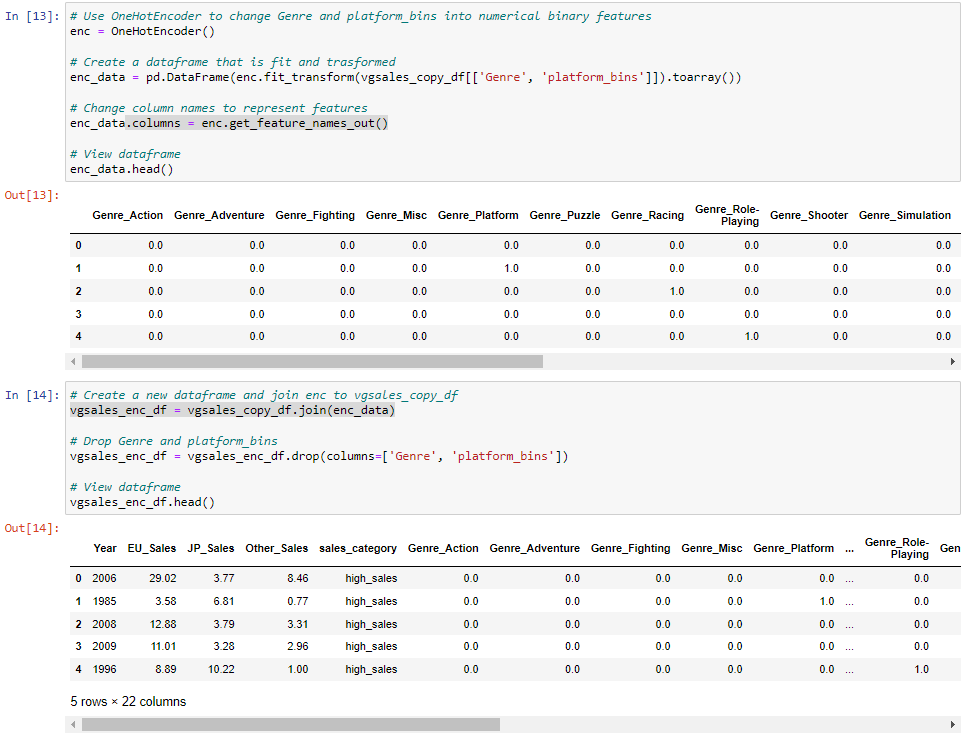 In [13]: # Use OneHotEncoder to change Genre and platform_bins into numerical binary features
enc = OneHotEncoder()
# Create a dataframe that is fit and trasformed
enc_data = pd.DataFrame(enc.fit_transform(vgsales_copy_df[['Genre', 'platform_bins']]).toarray())
# Change column names to represent features
enc_data.columns = enc.get_feature_names_out()
# View dataframe
enc_data.head()
Out[13]:
Genre_Action Genre_Adventure Genre_Fighting Genre_Misc Genre_Platform Genre_Puzzle Genre_Racing Genre_Role-Playing Genre_Shooter Genre_Simulation
0 0.0 0.0 0.0 0.0 0.0 0.0 0.0 0.0 0.0 0.0
1 0.0 0.0 0.0 0.0 1.0 0.0 0.0 0.0 0.0 0.0
2 0.0 0.0 0.0 0.0 0.0 0.0 1.0 0.0 0.0 0.0
3 0.0 0.0 0.0 0.0 0.0 0.0 0.0 0.0 0.0 0.0
4 0.0 0.0 0.0 0.0 0.0 0.0 0.0 1.0 0.0 0.0
In [14]: # Create a new dataframe and join enc to vgsales_copy_df
vgsales_enc_df = vgsales_copy_df.join(enc_data)
# Drop Genre and platform_bins
vgsales_enc_df = vgsales_enc_df.drop(columns=['Genre', 'platform_bins'])
# View dataframe
vgsales_enc_df.head()
Out[14]:
Year EU_Sales JP_Sales Other_Sales sales_category Genre_Action Genre_Adventure Genre_Fighting Genre_Misc Genre_Platform ... Genre_Role-Playing Gen
0 2006 29.02 3.77 8.46 high_sales 0.0 0.0 0.0 0.0 0.0 ... 0.0
1 1985 3.58 6.81 0.77 high_sales 0.0 0.0 0.0 0.0 1.0 ... 0.0
2 2008 12.88 3.79 3.31 high_sales 0.0 0.0 0.0 0.0 0.0 ... 0.0
3 2009 11.01 3.28 2.96 high_sales 0.0 0.0 0.0 0.0 0.0 ... 0.0
4 1996 8.89 10.22 1.00 high_sales 0.0 0.0 0.0 0.0 0.0 ... 1.0
5 rows × 22 columns